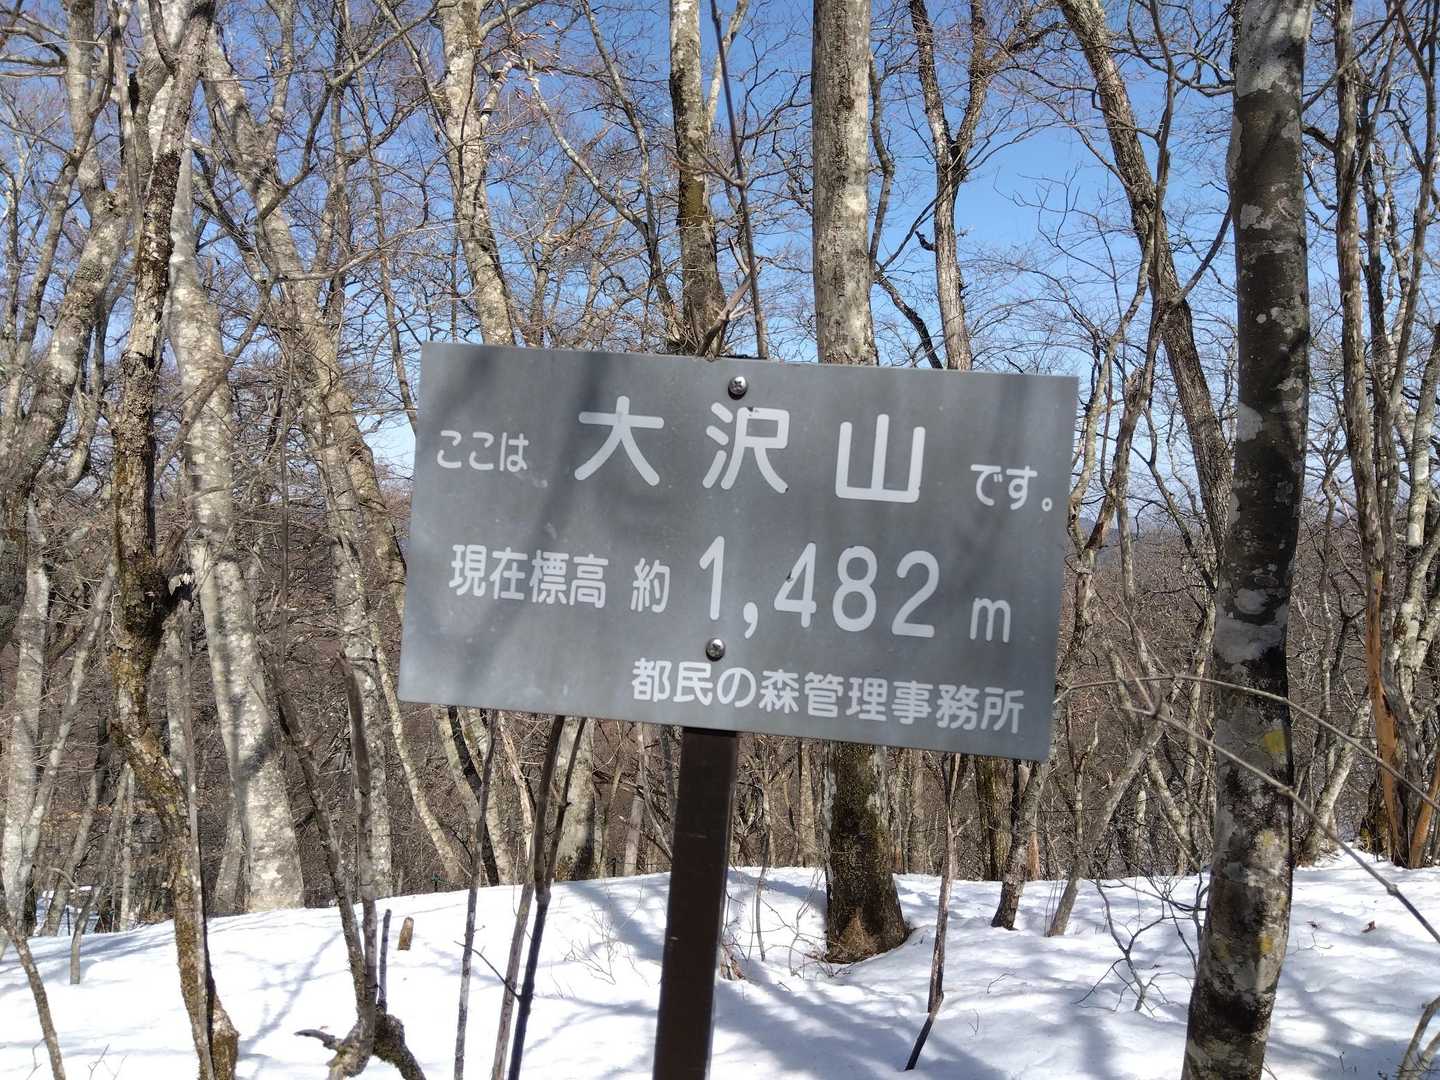 ここは 大沢山 です。
現在標高 約 1,482 m
都民の森管理事務所